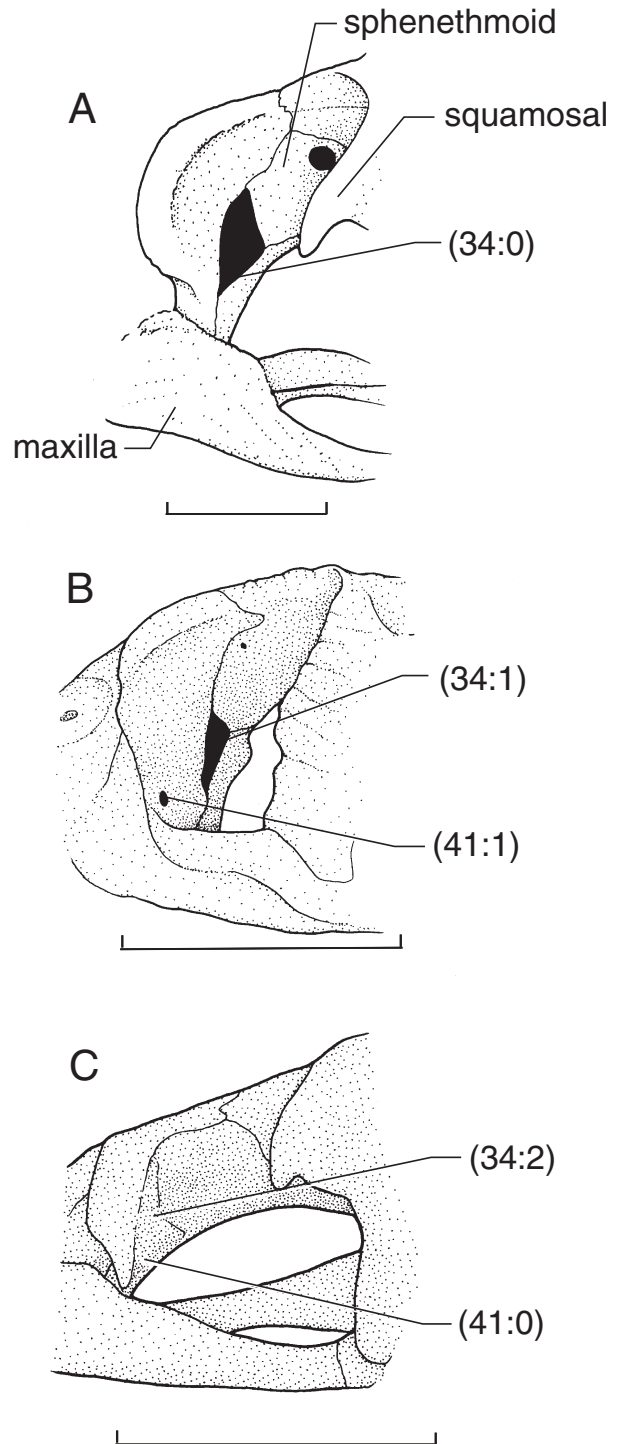 sphenethmoid
A
squamosal
(34:0)
maxilla
B
(34:1)
(41:1)
C
(34:2)
(41:0)